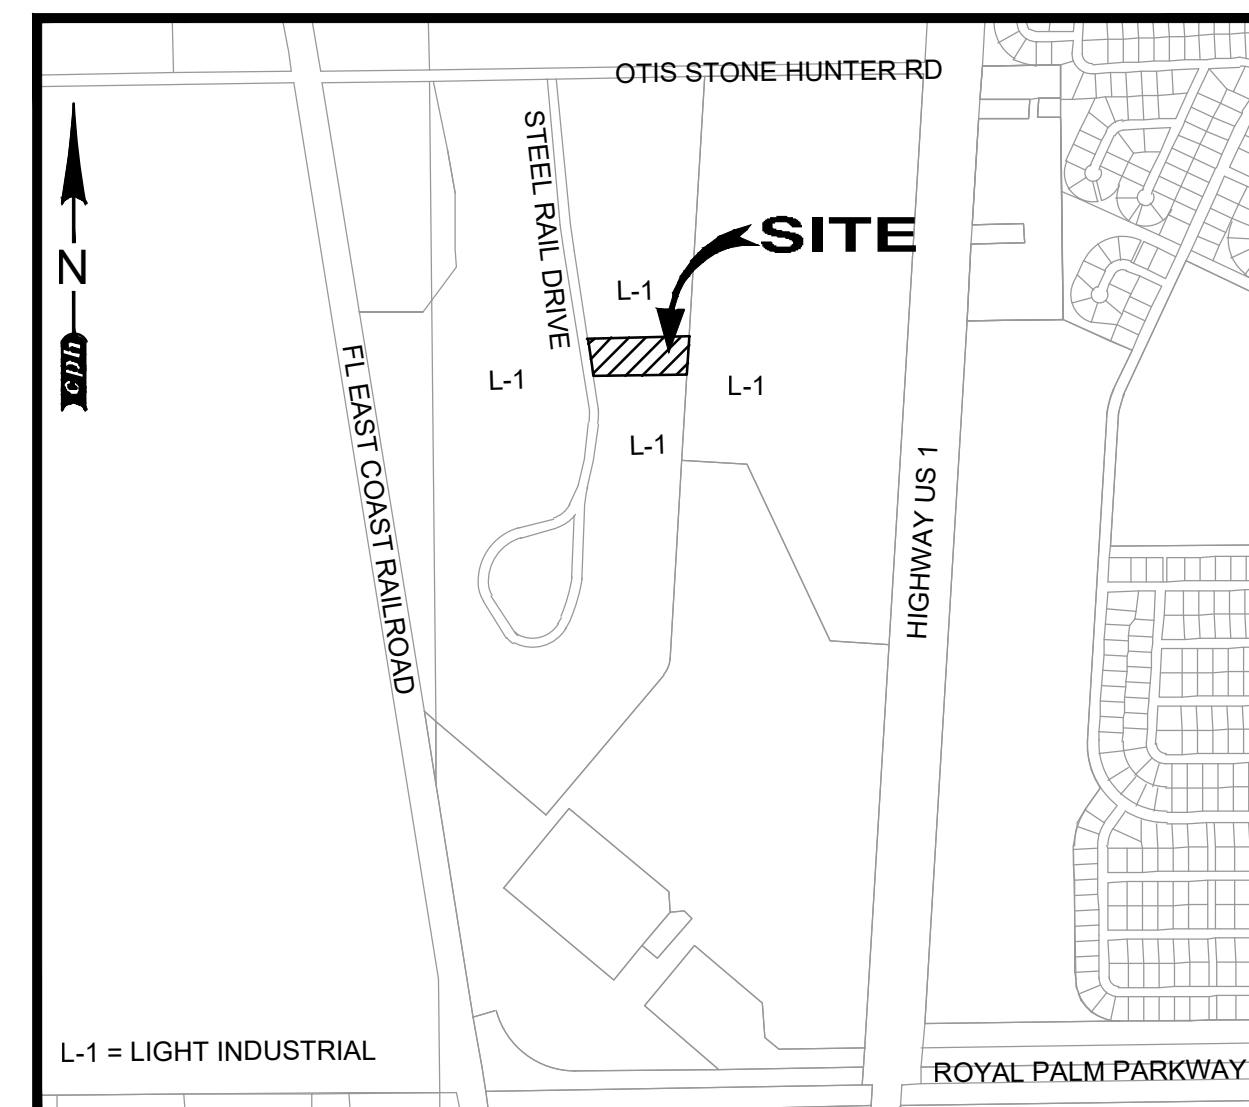 OTIS STONE HUNTER RD
STEEL RAIL DRIVE
SITE
N
L-1
cph
FL EAST COAST RAILROAD
L-1
L-1
L-1
HIGHWAY US 1
L-1 = LIGHT INDUSTRIAL
ROYAL PALM PARKWAY